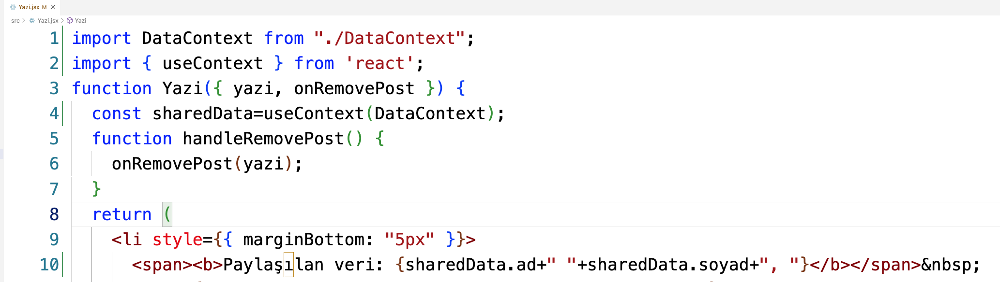 Yazi.jsx M ×
src > Yazi.jsx > Yazi
1 import DataContext from "./DataContext";
2 import { useContext } from 'react';
3 function Yazi({ yazi, onRemovePost }) {
4   const sharedData=useContext(DataContext);
5   function handleRemovePost() {
6     onRemovePost(yazi);
7   }
8   return (
9     <li style={{ marginBottom: "5px" }}>
10       <span><b>Paylaşılan veri: {sharedData.ad+" "+sharedData.soyad+", "}</b></span>&nbsp;